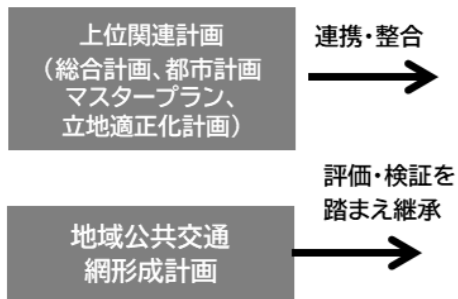 上位関連計画
（総合計画、都市計画
マスタープラン、
立地適正化計画）
連携・整合
地域公共交通
網形成計画
評価・検証を
踏まえ継承